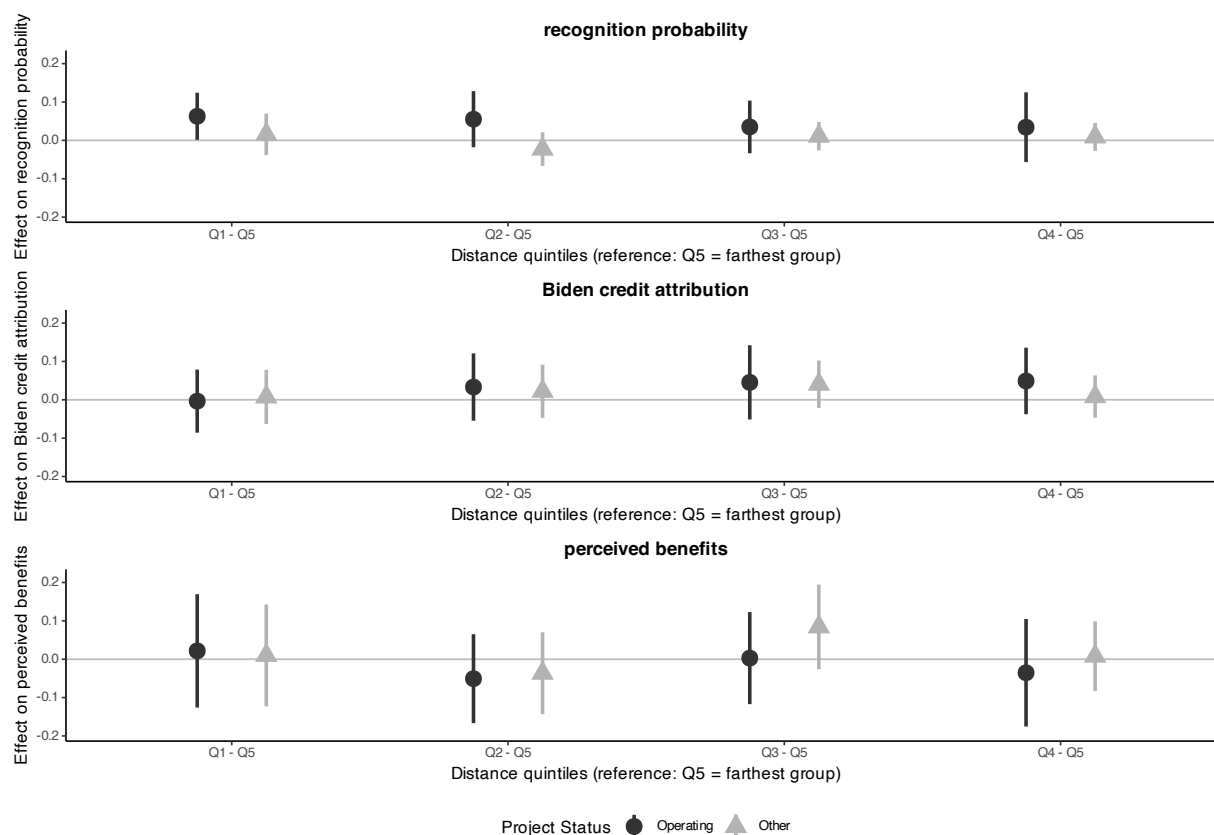 recognition probability
Effect on recognition probability
0.2
0.1
0.0
-0.1
-0.2
Q1 - Q5
Q2 - Q5
Q3 - Q5
Q4 - Q5
Distance quintiles (reference: Q5 = farthest group)
Biden credit attribution
Effect on Biden credit attribution
0.2
0.1
0.0
-0.1
-0.2
Q1 - Q5
Q2 - Q5
Q3 - Q5
Q4 - Q5
Distance quintiles (reference: Q5 = farthest group)
perceived benefits
Effect on perceived benefits
0.2
0.1
0.0
-0.1
-0.2
Q1 - Q5
Q2 - Q5
Q3 - Q5
Q4 - Q5
Distance quintiles (reference: Q5 = farthest group)
Project Status Operating Other